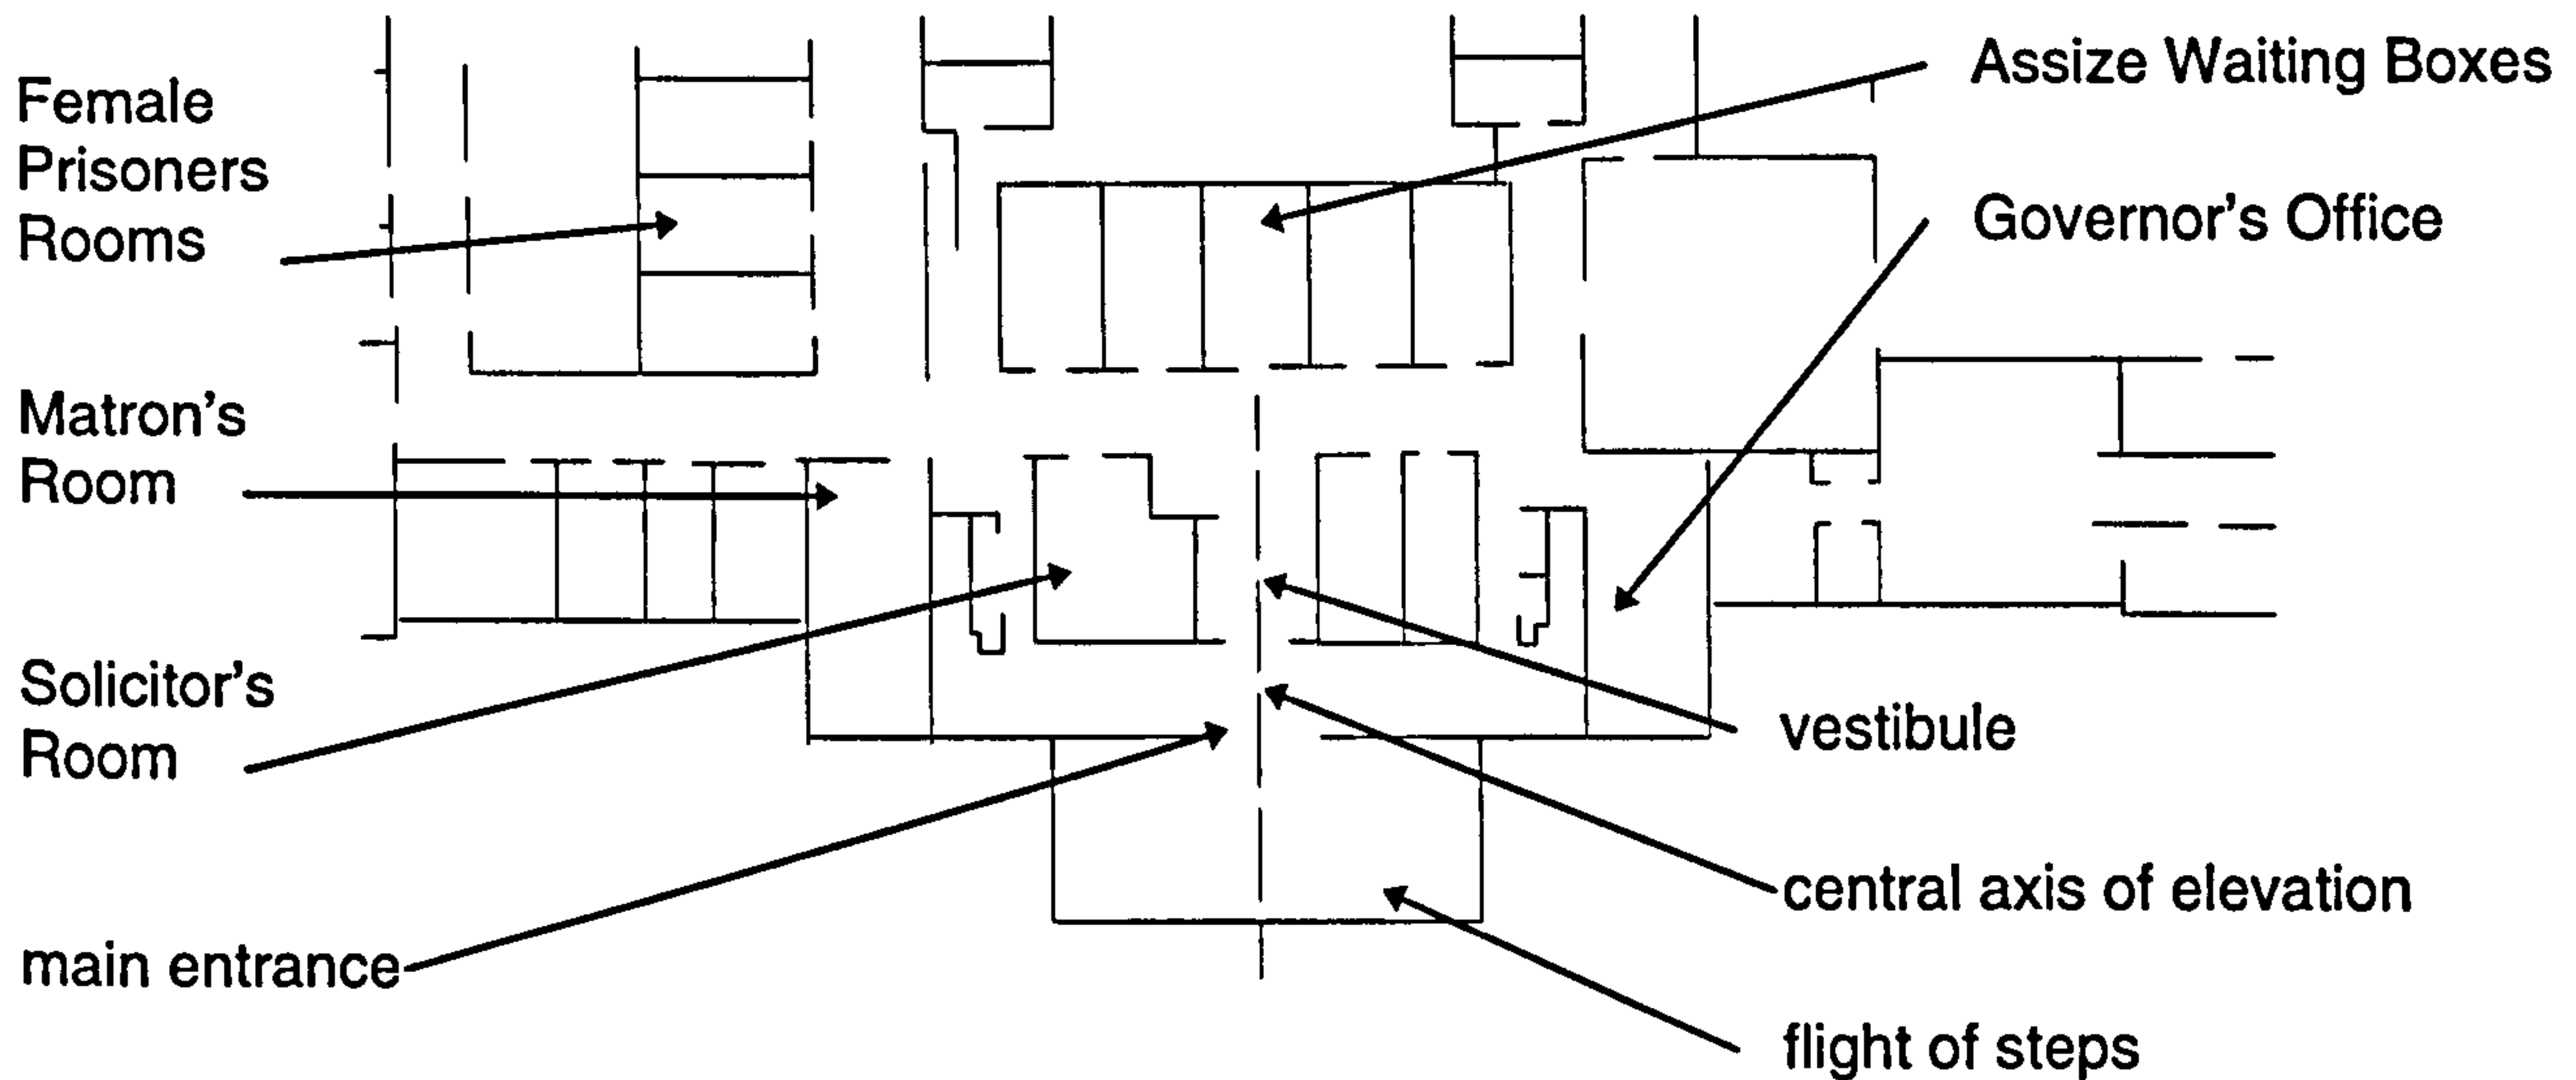 Female
Prisoners
Rooms
Matron's
Room
Solicitor's
Room
main entrance
Assize Waiting Boxes
Governor's Office
vestibule
central axis of elevation
flight of steps